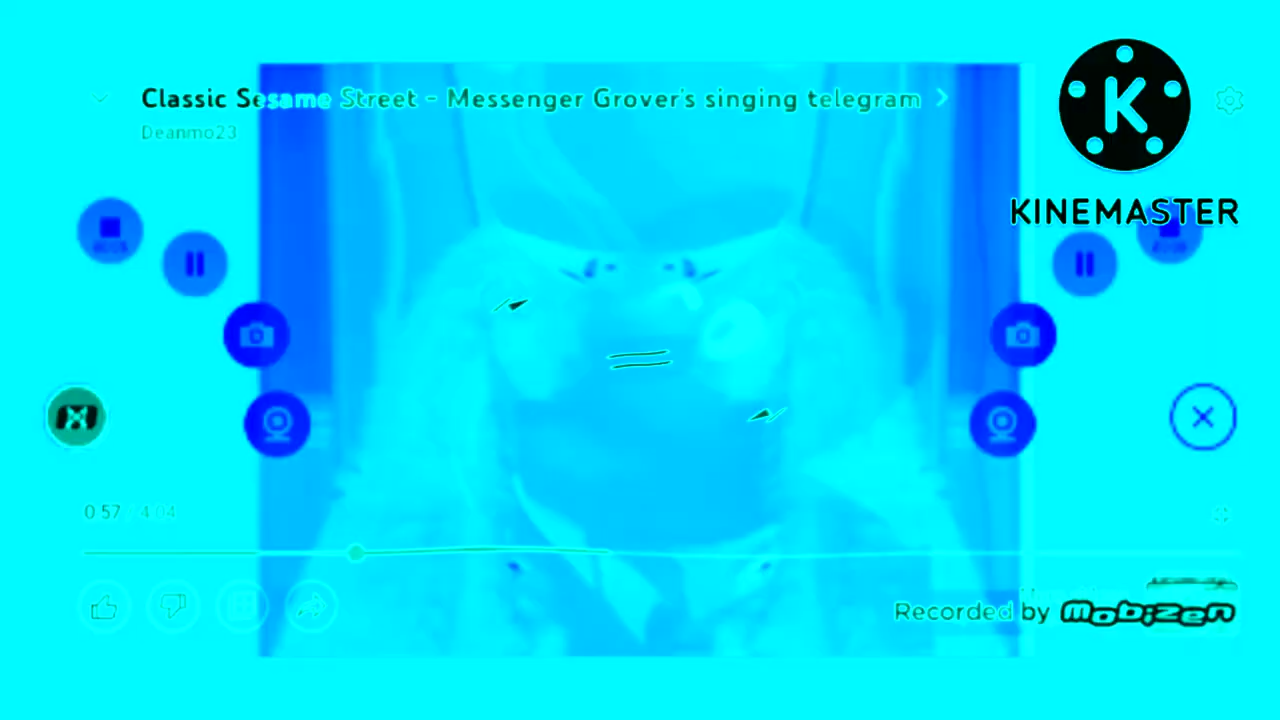 Classic Sesame Street - Messenger Grover's singing telegram
Deanmo23
K
KINEMASTER
0:57 / 4:04
Recorded by mobizen